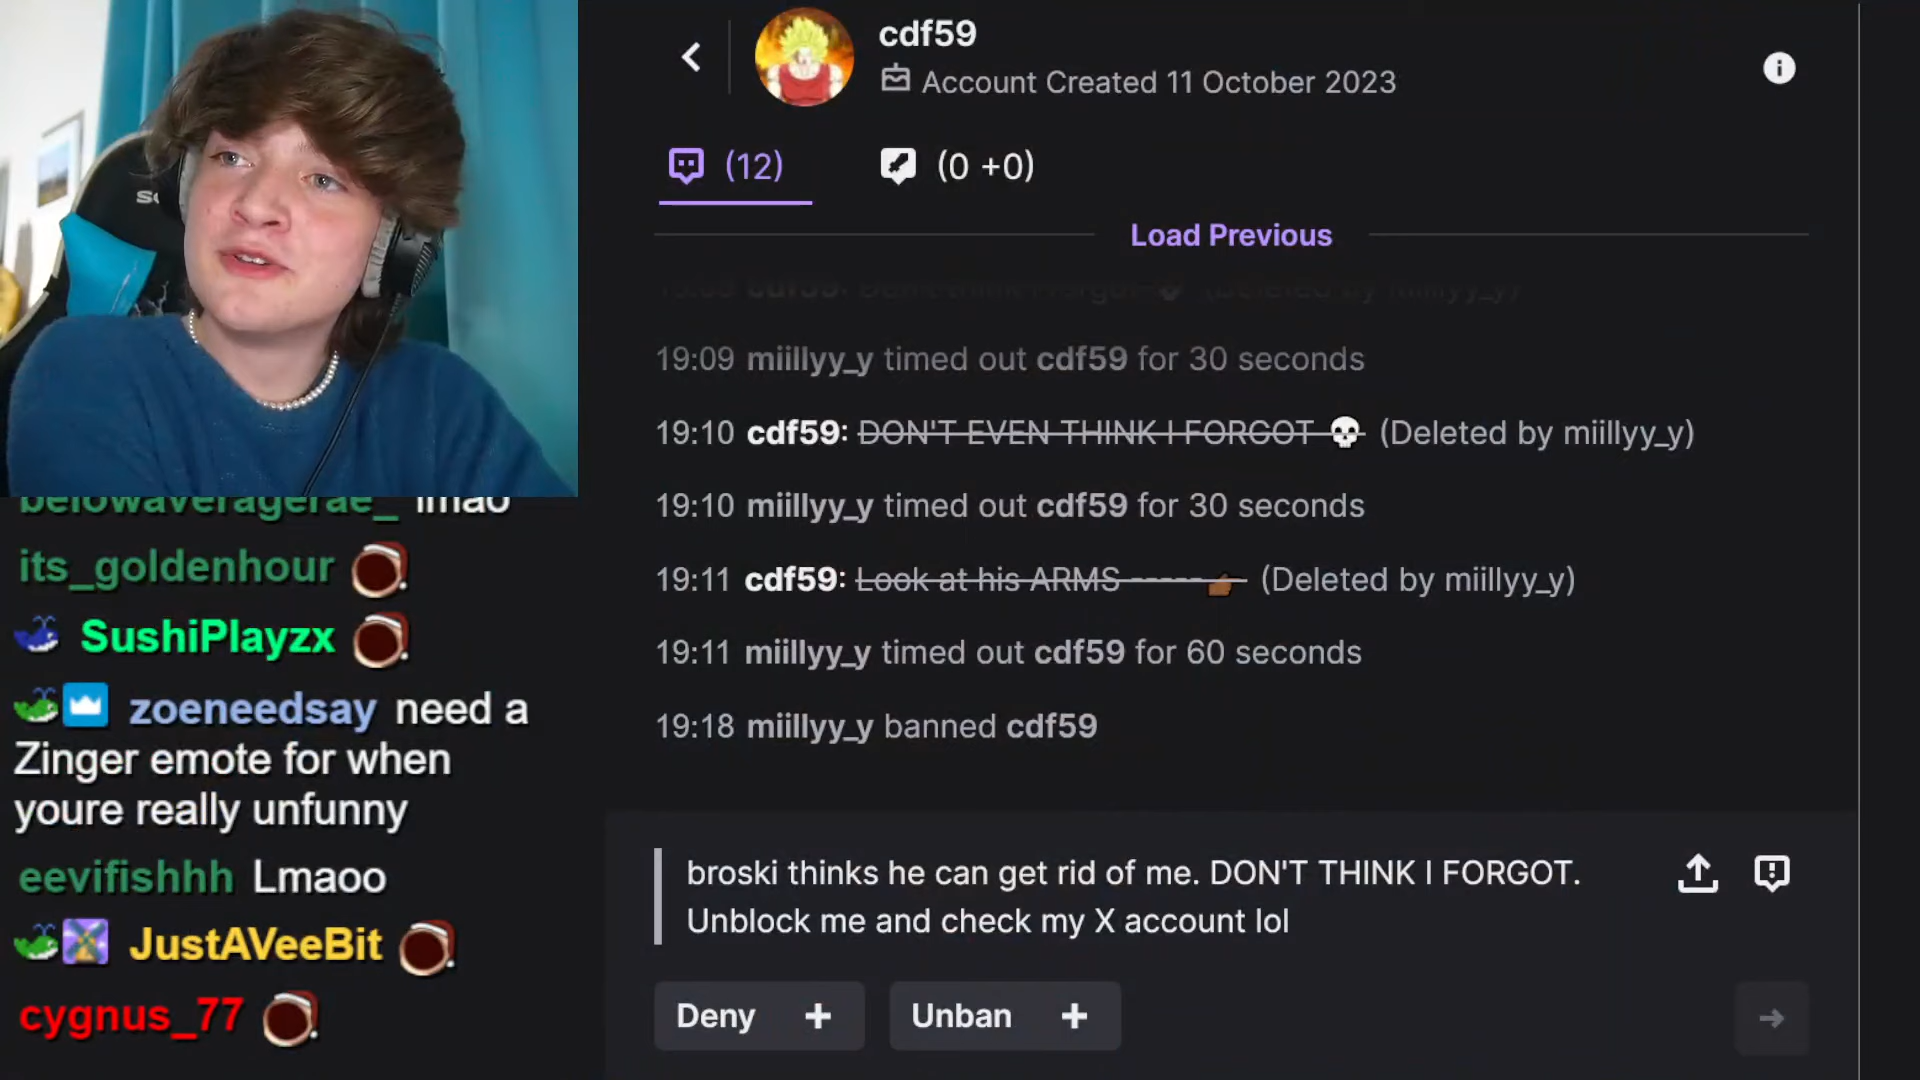 cdf59
Account Created 11 October 2023
(12)
(0 +0)
Load Previous
19:09 miillyy_y timed out cdf59 for 30 seconds
19:10 cdf59: DON'T EVEN THINK I FORGOT 💀 (Deleted by miillyy_y)
19:10 miillyy_y timed out cdf59 for 30 seconds
19:11 cdf59: Look at his ARMS ----- (Deleted by miillyy_y)
19:11 miillyy_y timed out cdf59 for 60 seconds
19:18 miillyy_y banned cdf59
broski thinks he can get rid of me. DON'T THINK I FORGOT.
Unblock me and check my X account lol
Deny +
Unban +
belowaveragerae_ lmao
its_goldenhour
SushiPlayzx
zoeneedsay need a
Zinger emote for when
youre really unfunny
eevifishhh Lmaoo
JustAVeeBit
cygnus_77